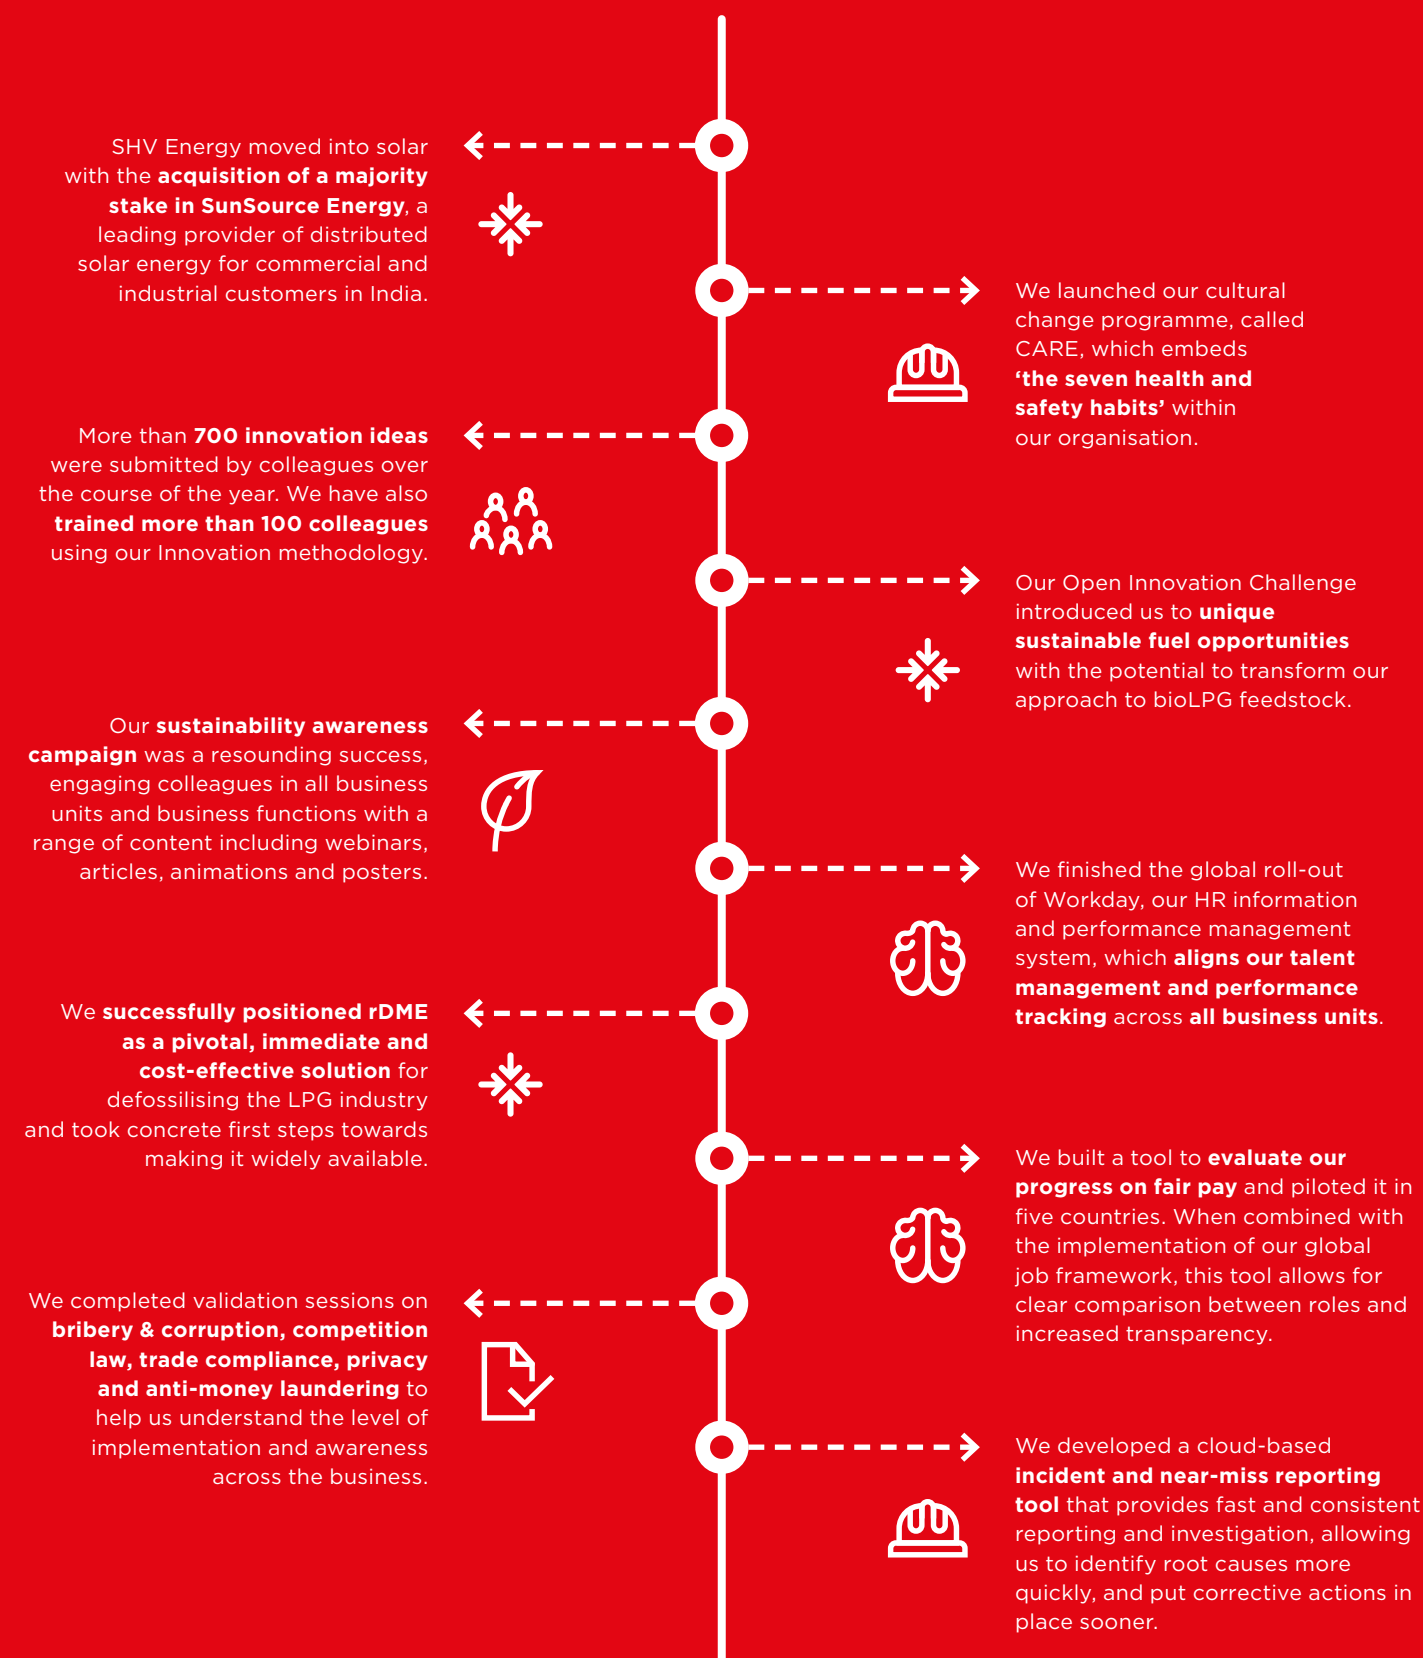 SHV Energy moved into solar
with the acquisition of a majority
stake in SunSource Energy, a
leading provider of distributed
solar energy for commercial and
industrial customers in India.
We launched our cultural
change programme, called
CARE, which embeds
‘the seven health and
safety habits’ within
our organisation.
More than 700 innovation ideas
were submitted by colleagues over
the course of the year. We have also
trained more than 100 colleagues
using our Innovation methodology.
Our Open Innovation Challenge
introduced us to unique
sustainable fuel opportunities
with the potential to transform our
approach to bioLPG feedstock.
Our sustainability awareness
campaign was a resounding success,
engaging colleagues in all business
units and business functions with a
range of content including webinars,
articles, animations and posters.
We finished the global roll-out
of Workday, our HR information
and performance management
system, which aligns our talent
management and performance
tracking across all business units.
We successfully positioned rDME
as a pivotal, immediate and
cost-effective solution for
defossilising the LPG industry
and took concrete first steps towards
making it widely available.
We built a tool to evaluate our
progress on fair pay and piloted it in
five countries. When combined with
the implementation of our global
job framework, this tool allows for
clear comparison between roles and
increased transparency.
We completed validation sessions on
bribery & corruption, competition
law, trade compliance, privacy
and anti-money laundering to
help us understand the level of
implementation and awareness
across the business.
We developed a cloud-based
incident and near-miss reporting
tool that provides fast and consistent
reporting and investigation, allowing
us to identify root causes more
quickly, and put corrective actions in
place sooner.